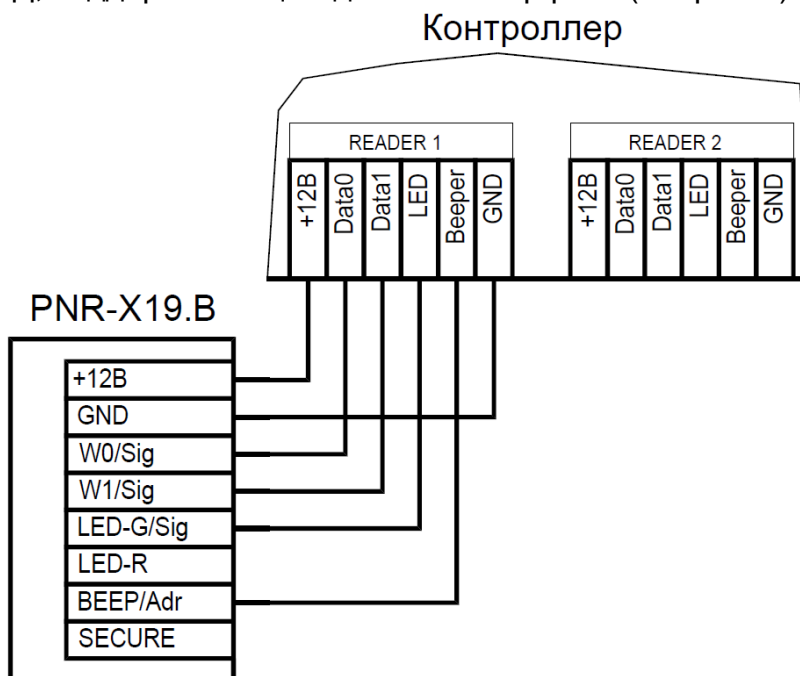 Контроллер
READER 1
READER 2
+12В
Data0
Data1
LED
Beeper
GND
+12В
Data0
Data1
LED
Beeper
GND
PNR-X19.B
+12В
GND
W0/Sig
W1/Sig
LED-G/Sig
LED-R
BEEP/Adr
SECURE